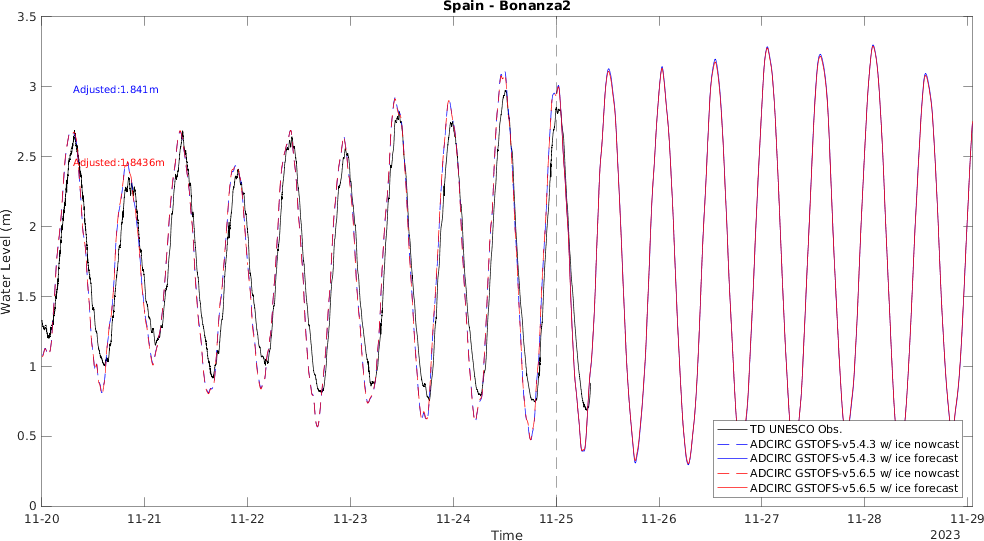 Spain - Bonanza2
3.5
3
2.5
2
1.5
1
0.5
0
Water Level (m)
Adjusted:1.841m
Adjusted:1.8436m
TD UNESCO Obs.
ADCIRC GSTOFS-v5.4.3 w/ ice nowcast
ADCIRC GSTOFS-v5.4.3 w/ ice forecast
ADCIRC GSTOFS-v5.6.5 w/ ice nowcast
ADCIRC GSTOFS-v5.6.5 w/ ice forecast
11-20 11-21 11-22 11-23 11-24 11-25 11-26 11-27 11-28 11-29
Time
2023